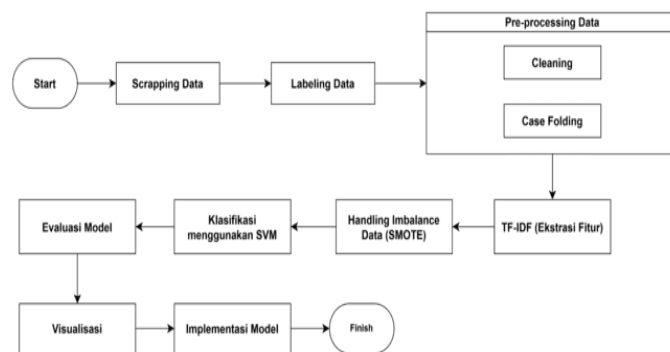 Pre-processing Data
Start
Scrapping Data
Labeling Data
Cleaning
Case Folding
Evaluasi Model
Klasifikasi
menggunakan SVM
Handling Imbalance
Data (SMOTE)
TF-IDF (Ekstrasi Fitur)
Visualisasi
Implementasi Model
Finish